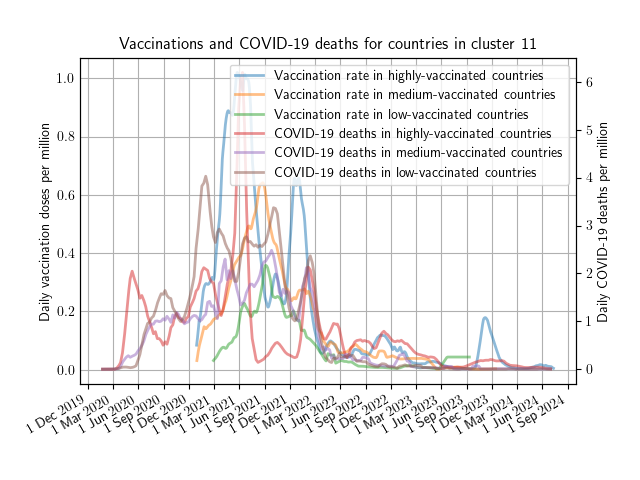 Vaccinations and COVID-19 deaths for countries in cluster 11
Vaccination rate in highly-vaccinated countries
Vaccination rate in medium-vaccinated countries
Vaccination rate in low-vaccinated countries
COVID-19 deaths in highly-vaccinated countries
COVID-19 deaths in medium-vaccinated countries
COVID-19 deaths in low-vaccinated countries
Daily vaccination doses per million
1.0
0.8
0.6
0.4
0.2
0.0
Daily COVID-19 deaths per million
6
5
4
3
2
1
0
1 Dec 2019
1 Mar 2020
1 Jun 2020
1 Sep 2020
1 Dec 2020
1 Mar 2021
1 Jun 2021
1 Sep 2021
1 Dec 2021
1 Mar 2022
1 Jun 2022
1 Sep 2022
1 Dec 2022
1 Mar 2023
1 Jun 2023
1 Sep 2023
1 Dec 2023
1 Mar 2024
1 Jun 2024
1 Sep 2024